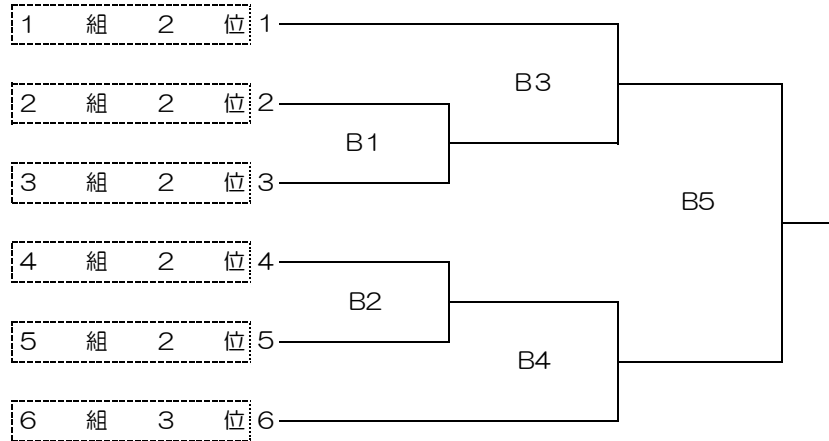 1 組 2 位 1
B3
2 組 2 位 2
B1
3 組 2 位 3
B5
4 組 2 位 4
B2
5 組 2 位 5
B4
6 組 3 位 6